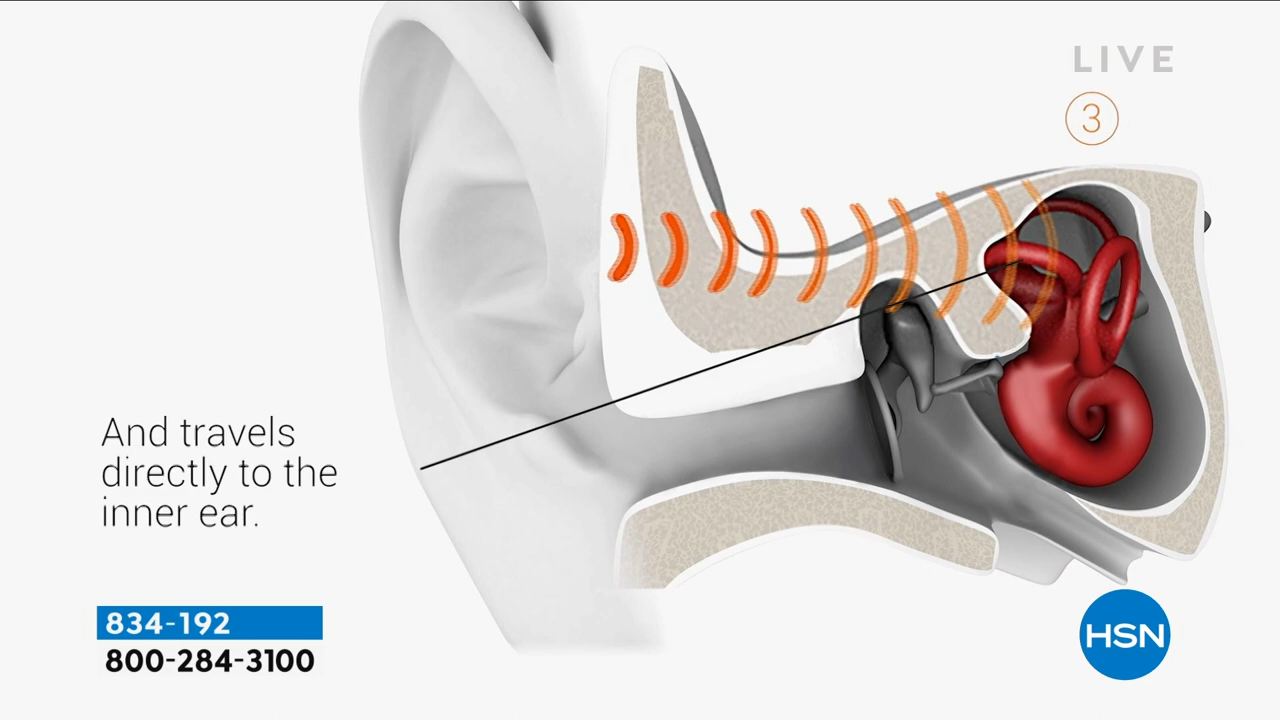 LIVE
3
And travels
directly to the
inner ear.
834-192
800-284-3100
HSN